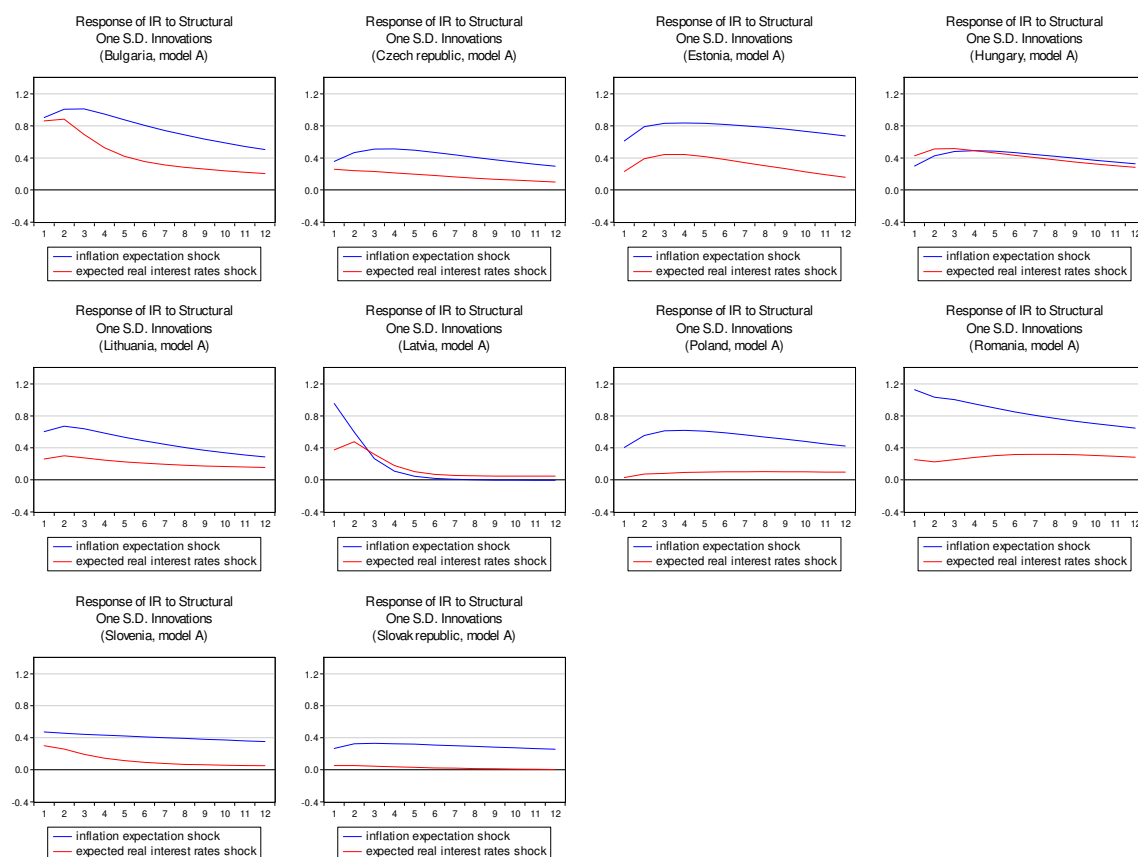 Response of IR to Structural
One S.D. Innovations
(Bulgaria, model A)
1.2
0.8
0.4
0.0
-0.4
1 2 3 4 5 6 7 8 9 10 11 12
inflation expectation shock
expected real interest rates shock
Response of IR to Structural
One S.D. Innovations
(Czech republic, model A)
1.2
0.8
0.4
0.0
-0.4
1 2 3 4 5 6 7 8 9 10 11 12
inflation expectation shock
expected real interest rates shock
Response of IR to Structural
One S.D. Innovations
(Estonia, model A)
1.2
0.8
0.4
0.0
-0.4
1 2 3 4 5 6 7 8 9 10 11 12
inflation expectation shock
expected real interest rates shock
Response of IR to Structural
One S.D. Innovations
(Hungary, model A)
1.2
0.8
0.4
0.0
-0.4
1 2 3 4 5 6 7 8 9 10 11 12
inflation expectation shock
expected real interest rates shock
Response of IR to Structural
One S.D. Innovations
(Lithuania, model A)
1.2
0.8
0.4
0.0
-0.4
1 2 3 4 5 6 7 8 9 10 11 12
inflation expectation shock
expected real interest rates shock
Response of IR to Structural
One S.D. Innovations
(Latvia, model A)
1.2
0.8
0.4
0.0
-0.4
1 2 3 4 5 6 7 8 9 10 11 12
inflation expectation shock
expected real interest rates shock
Response of IR to Structural
One S.D. Innovations
(Poland, model A)
1.2
0.8
0.4
0.0
-0.4
1 2 3 4 5 6 7 8 9 10 11 12
inflation expectation shock
expected real interest rates shock
Response of IR to Structural
One S.D. Innovations
(Romania, model A)
1.2
0.8
0.4
0.0
-0.4
1 2 3 4 5 6 7 8 9 10 11 12
inflation expectation shock
expected real interest rates shock
Response of IR to Structural
One S.D. Innovations
(Slovenia, model A)
1.2
0.8
0.4
0.0
-0.4
1 2 3 4 5 6 7 8 9 10 11 12
inflation expectation shock
expected real interest rates shock
Response of IR to Structural
One S.D. Innovations
(Slovak republic, model A)
1.2
0.8
0.4
0.0
-0.4
1 2 3 4 5 6 7 8 9 10 11 12
inflation expectation shock
expected real interest rates shock